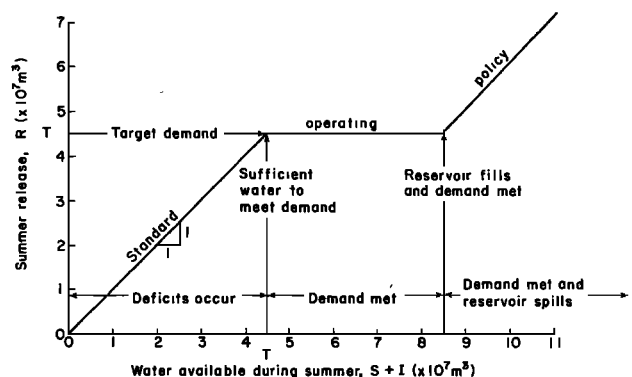 7
6
5
T
4
3
2
1
0
Summer release, R (x 10⁷m³)
Target demand
operating
policy
Sufficient
water to
meet demand
Reservoir fills
and demand met
Standard
1
1
Deficits occur
Demand met
Demand met and
reservoir spills
0 1 2 3 4 5 6 7 8 9 10 11
T
Water available during summer, S + I (x 10⁷m³)